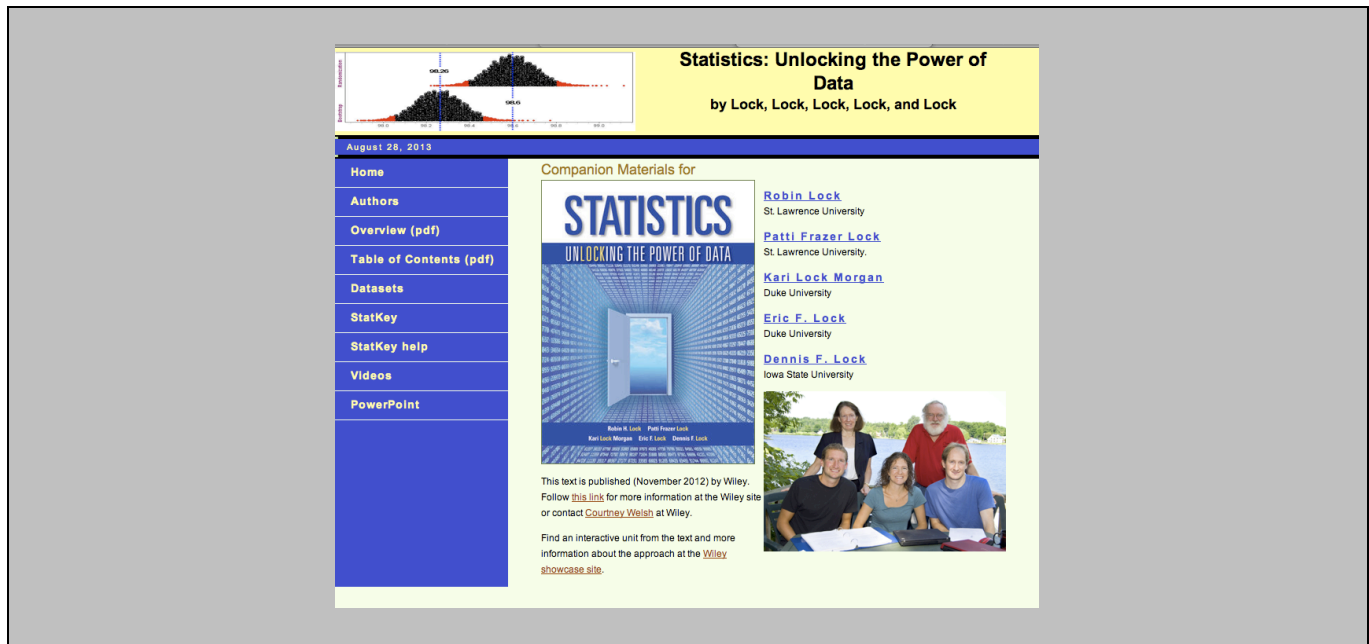 Statistics: Unlocking the Power of
Data
by Lock, Lock, Lock, Lock, and Lock
Randomization
98.26
98.6
Bootstrap
August 28, 2013
Home
Authors
Overview (pdf)
Table of Contents (pdf)
Datasets
StatKey
StatKey help
Videos
PowerPoint
Companion Materials for
STATISTICS
UNLOCKING THE POWER OF DATA
Robin H. Lock Patti Frazer Lock
Kari Lock Morgan Eric F. Lock Dennis F. Lock
Robin Lock
St. Lawrence University
Patti Frazer Lock
St. Lawrence University.
Kari Lock Morgan
Duke University
Eric F. Lock
Duke University
Dennis F. Lock
Iowa State University
This text is published (November 2012) by Wiley.
Follow this link for more information at the Wiley site
or contact Courtney Welsh at Wiley.
Find an interactive unit from the text and more
information about the approach at the Wiley
showcase site.